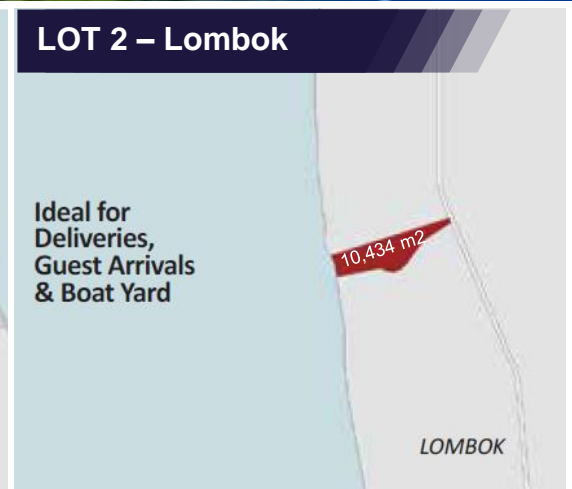 LOT 2 – Lombok
Ideal for
Deliveries,
Guest Arrivals
& Boat Yard
10,434 m2
LOMBOK